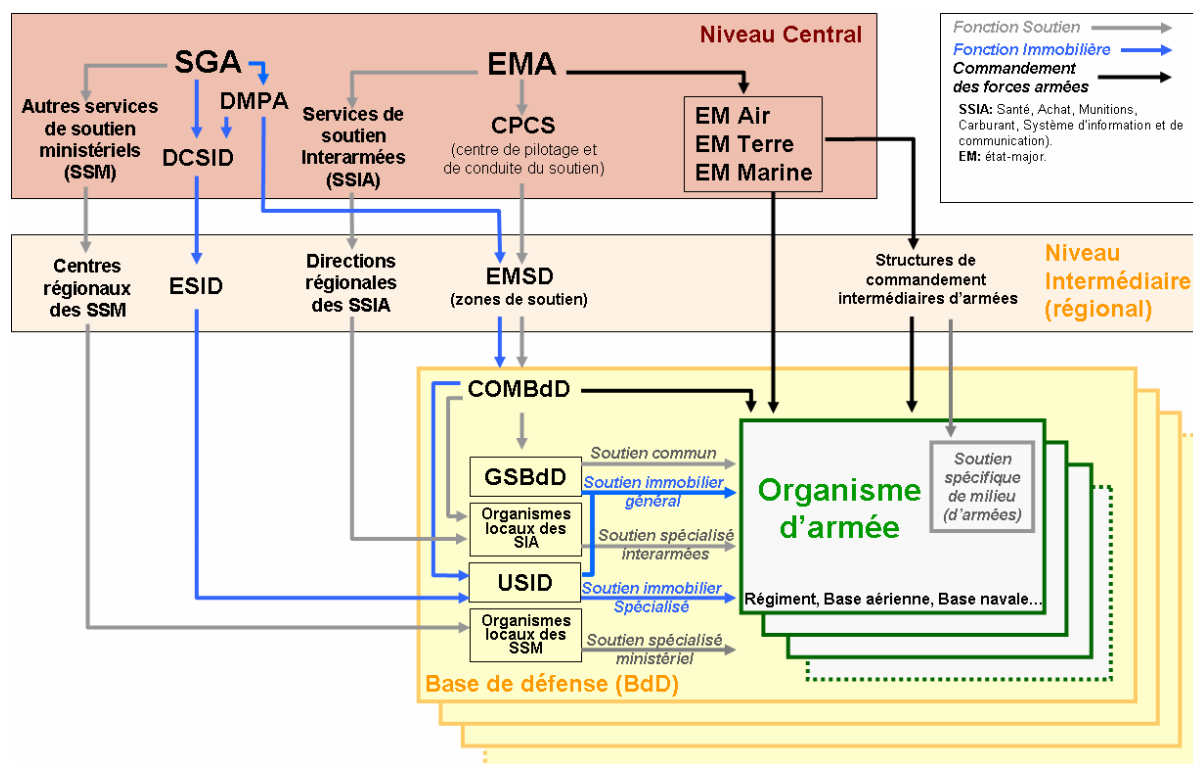 Niveau Central
SGA
EMA
DMPA
Autres services
de soutien
ministériels
(SSM)
DCSID
Services de
soutien
Interarmées
(SSIA)
CPCS
(centre de pilotage et
de conduite du soutien)
EM Air
EM Terre
EM Marine
Fonction Soutien
Fonction Immobilière
Commandement
des forces armées
SSIA: Santé, Achat, Munitions,
Carburant, Système d'information et de
communication).
EM: état-major.
Centres
régionaux
des SSM
ESID
Directions
régionales
des SSIA
EMSD
(zones de soutien)
Structures de
commandement
intermédiaires d'armées
Niveau
Intermédiaire
(régional)
COMBdD
GSBdD
Organismes
locaux des
SIA
USID
Organismes
locaux des
SSM
Soutien commun
Soutien immobilier
général
Soutien spécialisé
interarmées
Soutien immobilier
Spécialisé
Soutien spécialisé
ministériel
Organisme
d'armée
Soutien
spécifique
de milieu
(d'armées)
Régiment, Base aérienne, Base navale…
Base de défense (BdD)